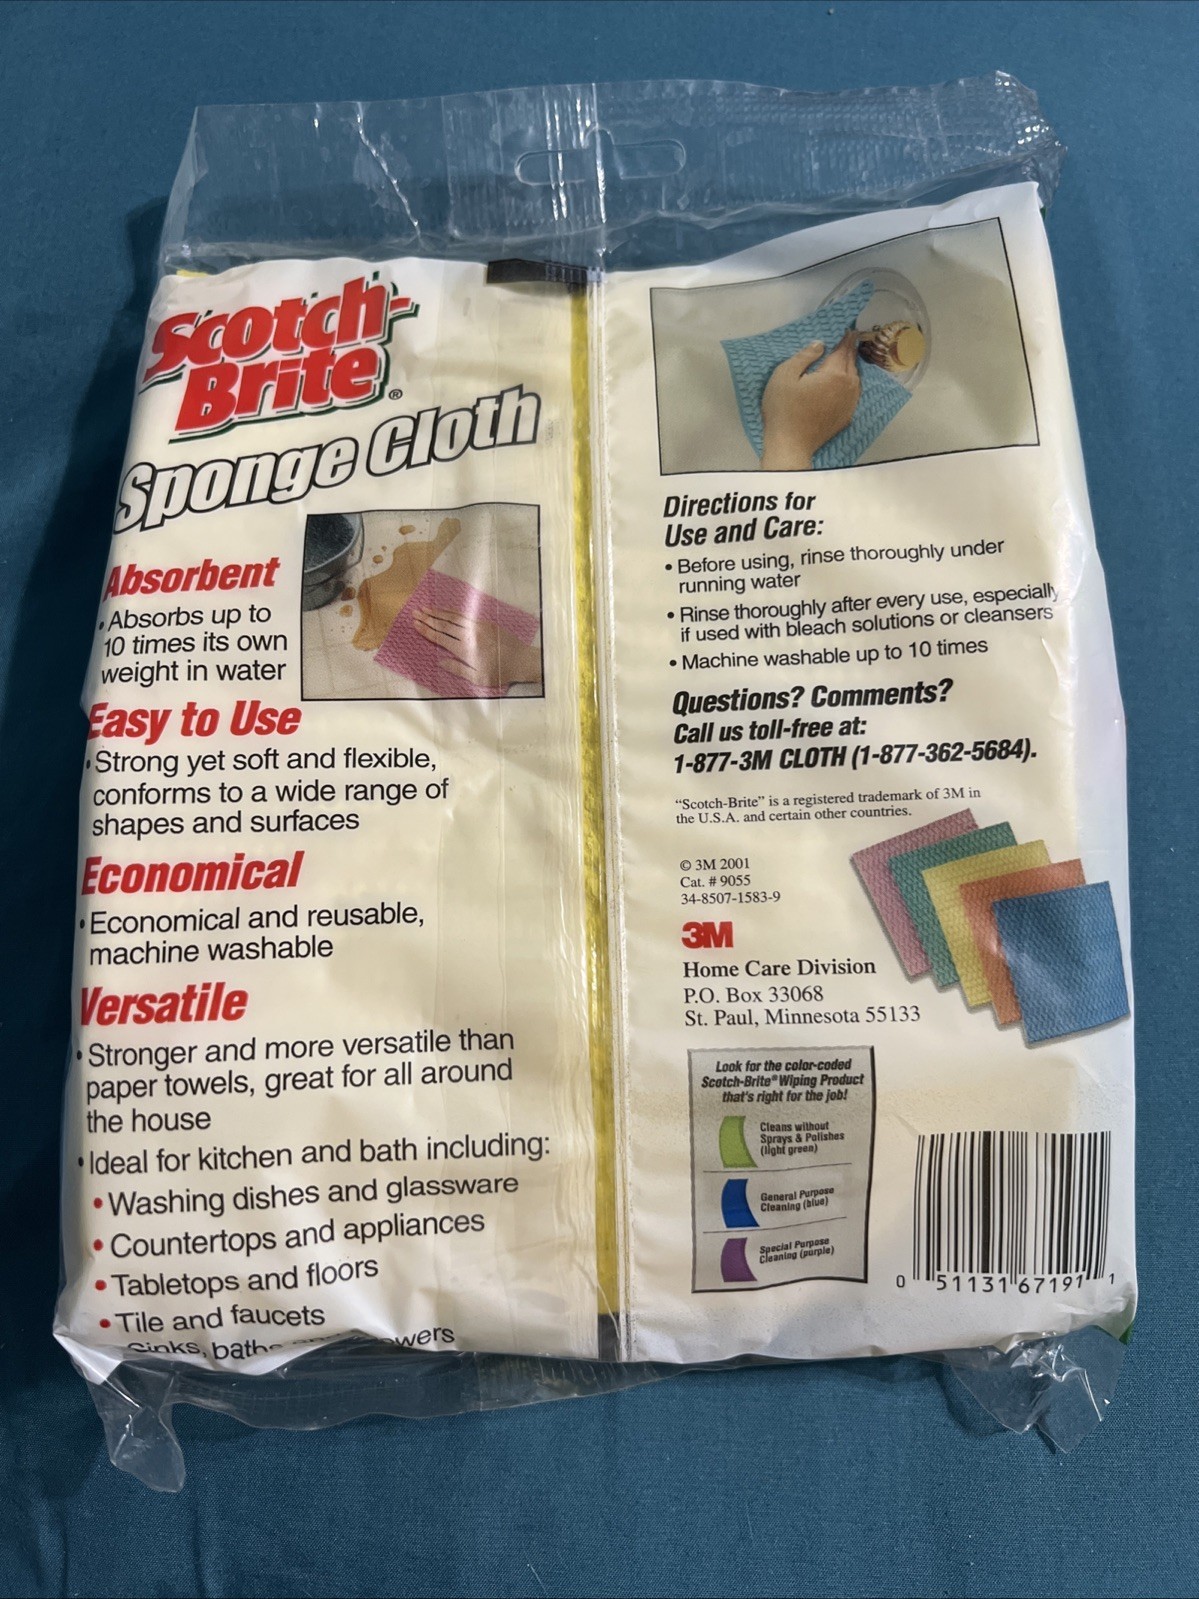 Scotch-
Brite®
Sponge Cloth
Absorbent
• Absorbs up to
10 times its own
weight in water
Easy to Use
• Strong yet soft and flexible,
conforms to a wide range of
shapes and surfaces
Economical
• Economical and reusable,
machine washable
Versatile
• Stronger and more versatile than
paper towels, great for all around
the house
• Ideal for kitchen and bath including:
• Washing dishes and glassware
• Countertops and appliances
• Tabletops and floors
• Tile and faucets
Sinks,
Directions for
Use and Care:
• Before using, rinse thoroughly under
running water
• Rinse thoroughly after every use, especially
if used with bleach solutions or cleansers
• Machine washable up to 10 times
Questions? Comments?
Call us toll-free at:
1-877-3M CLOTH (1-877-362-5684).
"Scotch-Brite" is a registered trademark of 3M in
the U.S.A. and certain other countries.
© 3M 2001
Cat. # 9055
34-8507-1583-9
3M
Home Care Division
P.O. Box 33068
St. Paul, Minnesota 55133
Look for the color-coded
Scotch-Brite® Wiping Product
that's right for the job!
Cleans without
Sprays & Polishes
(light green)
General Purpose
Cleaning (blue)
Special Purpose
Cleaning (purple)
0 51131 67191 1